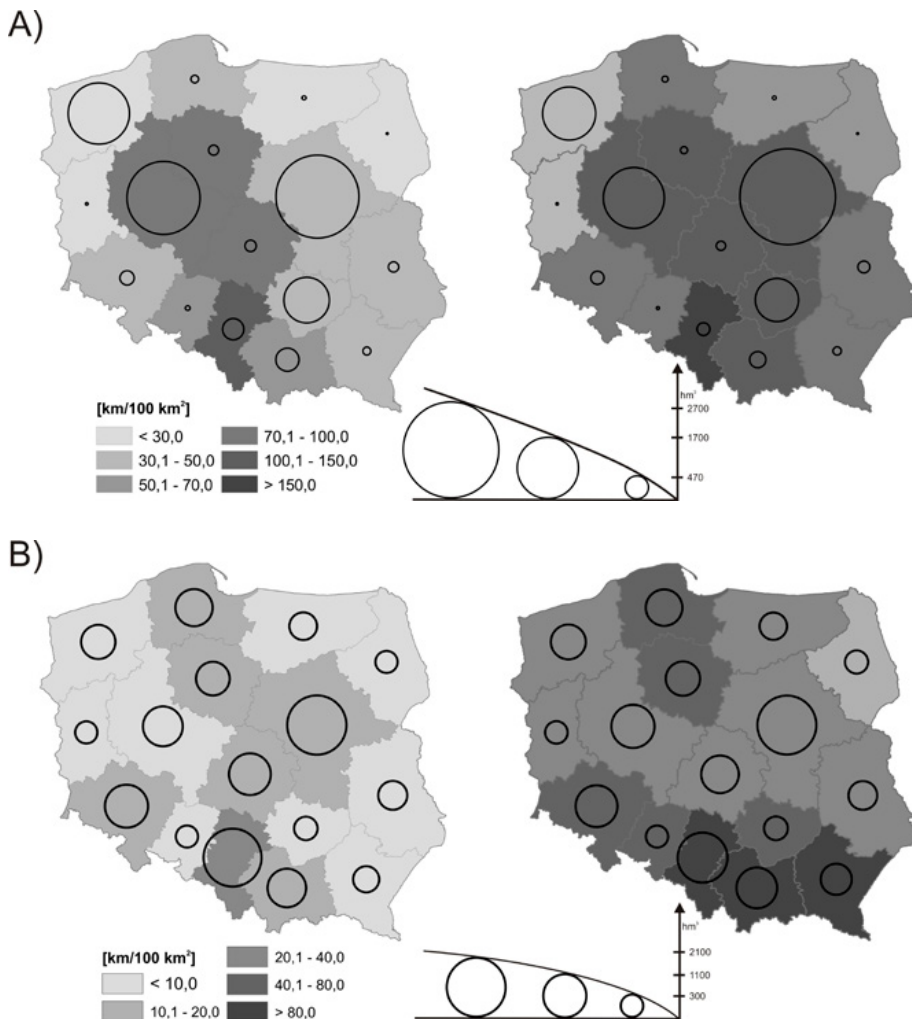 A)
[km/100 km²]
< 30,0
30,1 - 50,0
50,1 - 70,0
70,1 - 100,0
100,1 - 150,0
> 150,0
hm³
2700
1700
470
B)
[km/100 km²]
< 10,0
10,1 - 20,0
20,1 - 40,0
40,1 - 80,0
> 80,0
hm³
2100
1100
300